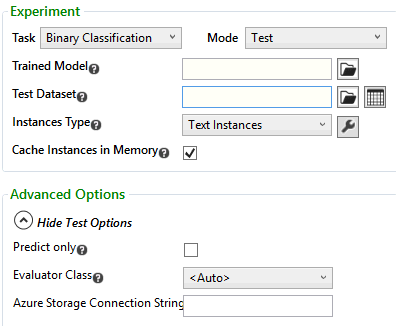 Experiment
Task Binary Classification Mode Test
Trained Model
Test Dataset
Instances Type Text Instances
Cache Instances in Memory
Advanced Options
Hide Test Options
Predict only
Evaluator Class <Auto>
Azure Storage Connection String